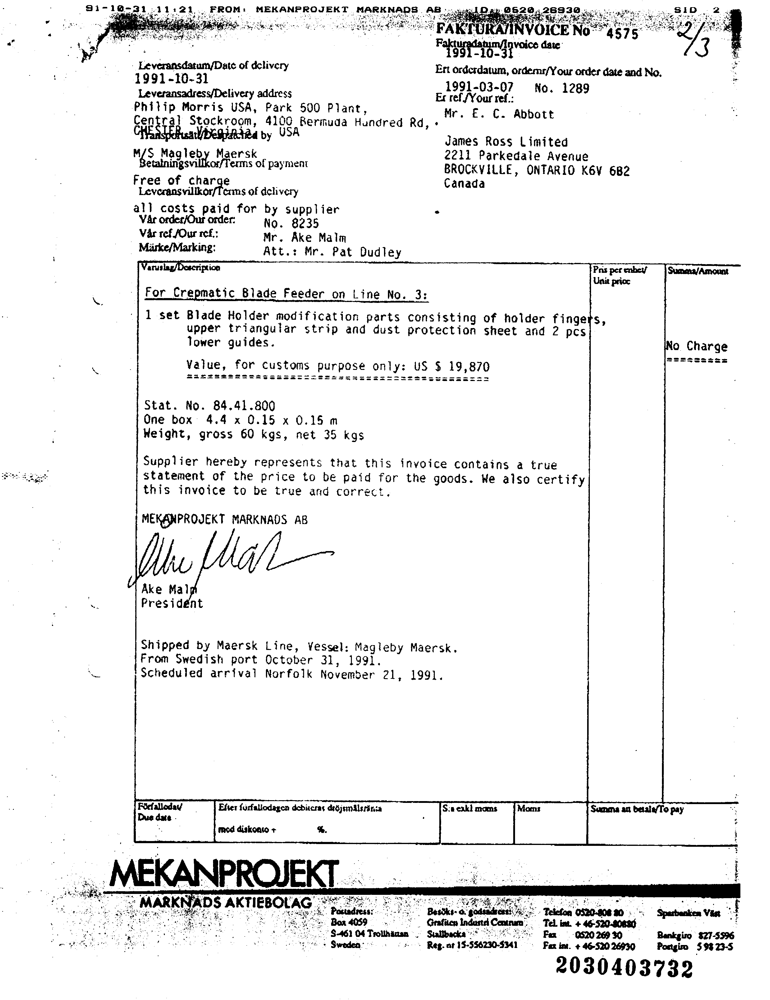 91-10-31 11:21 FROM: MEKANPROJEKT MARKNADS AB ID: 0520 26930 SID 2
FAKTURA/INVOICE No 4575
2/3
Fakturadatum/Invoice date
1991-10-31
Leveransdatum/Date of delivery
1991-10-31
Ert orderdatum, ordernr/Your order date and No.
1991-03-07 No. 1289
Leveransadress/Delivery address
Er ref./Your ref.:
Philip Morris USA, Park 500 Plant,
Mr. E. C. Abbott
Central Stockroom, 4100 Bermuda Hundred Rd,
CHESTER, Virginia, USA
Transportsätt/Despatched by
M/S Magleby Maersk
James Ross Limited
2211 Parkedale Avenue
BROCKVILLE, ONTARIO K6V 6B2
Canada
Betalningsvillkor/Terms of payment
Free of charge
Leveransvillkor/Terms of delivery
all costs paid for by supplier
Vår order/Our order: No. 8235
Vår ref./Our ref.: Mr. Ake Malm
Märke/Marking: Att.: Mr. Pat Dudley
Varuslag/Description
Pris per enhet/
Unit price
Summa/Amount
For Crepmatic Blade Feeder on Line No. 3:
1 set Blade Holder modification parts consisting of holder fingers,
upper triangular strip and dust protection sheet and 2 pcs
lower guides.
No Charge
=========
Value, for customs purpose only: US $ 19,870
============================================
Stat. No. 84.41.800
One box 4.4 x 0.15 x 0.15 m
Weight, gross 60 kgs, net 35 kgs
Supplier hereby represents that this invoice contains a true
statement of the price to be paid for the goods. We also certify
this invoice to be true and correct.
MEKANPROJEKT MARKNADS AB
Ake Malm
Ake Malm
President
Shipped by Maersk Line, Vessel: Magleby Maersk.
From Swedish port October 31, 1991.
Scheduled arrival Norfolk November 21, 1991.
Förfallodat/
Due date
Efter förfallodagen debiteras dröjsmålsränta
med diskonto + %.
S:a exkl moms
Moms
Summa att betala/To pay
MEKANPROJEKT
MARKNADS AKTIEBOLAG
Postadress:
Box 4059
S-461 04 Trollhättan
Sweden
Besöks- o. godsadress:
Grafiska Industri Centrum
Stallbacka
Reg. nr 15-556230-5341
Telefon 0520-808 80
Tel. int. + 46-520-80880
Fax 0520 269 30
Fax int. + 46-520 26930
Sparbanken Väst
Bankgiro 827-5596
Postgiro 5 98 23-5
2030403732